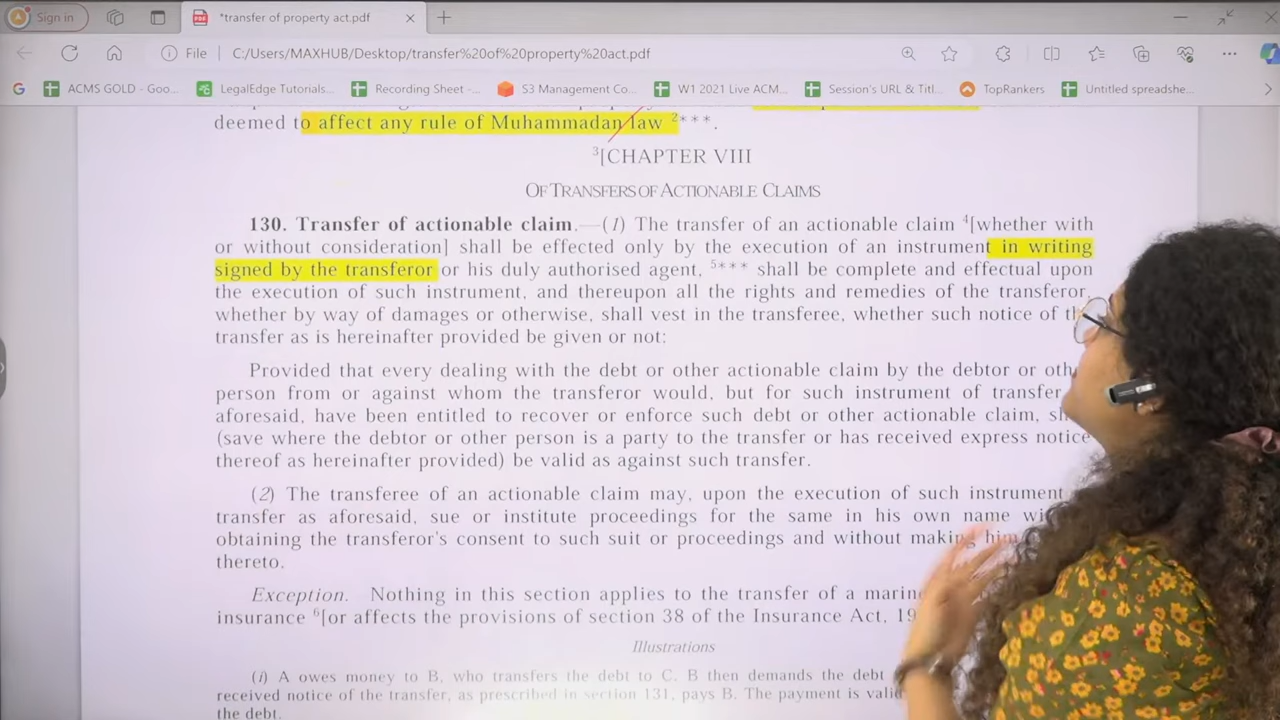 Sign in
*transfer of property act.pdf
File C:/Users/MAXHUB/Desktop/transfer%20of%20property%20act.pdf
G ACMS GOLD - Goo... LegalEdge Tutorials... Recording Sheet -... S3 Management Co... W1 2021 Live ACM... Session's URL & Titl... TopRankers Untitled spreadshe...
deemed to affect any rule of Muhammadan law 2***.
3[CHAPTER VIII
OF TRANSFERS OF ACTIONABLE CLAIMS
130. Transfer of actionable claim.—(1) The transfer of an actionable claim 4[whether with
or without consideration] shall be effected only by the execution of an instrument in writing
signed by the transferor or his duly authorised agent, 5*** shall be complete and effectual upon
the execution of such instrument, and thereupon all the rights and remedies of the transferor,
whether by way of damages or otherwise, shall vest in the transferee, whether such notice of
transfer as is hereinafter provided be given or not:
Provided that every dealing with the debt or other actionable claim by the debtor or
person from or against whom the transferor would, but for such instrument of transfer
aforesaid, have been entitled to recover or enforce such debt or other actionable claim,
(save where the debtor or other person is a party to the transfer or has received express notice
thereof as hereinafter provided) be valid as against such transfer.
(2) The transferee of an actionable claim may, upon the execution of such instrument
transfer as aforesaid, sue or institute proceedings for the same in his own name
obtaining the transferor's consent to such suit or proceedings and without making him
thereto.
Exception. Nothing in this section applies to the transfer of a
insurance 6[or affects the provisions of section 38 of the Insurance Act,
Illustrations
(i) A owes money to B, who transfers the debt to C. B then demands the debt
received notice of the transfer, as prescribed in section 131, pays B. The payment is
the debt.